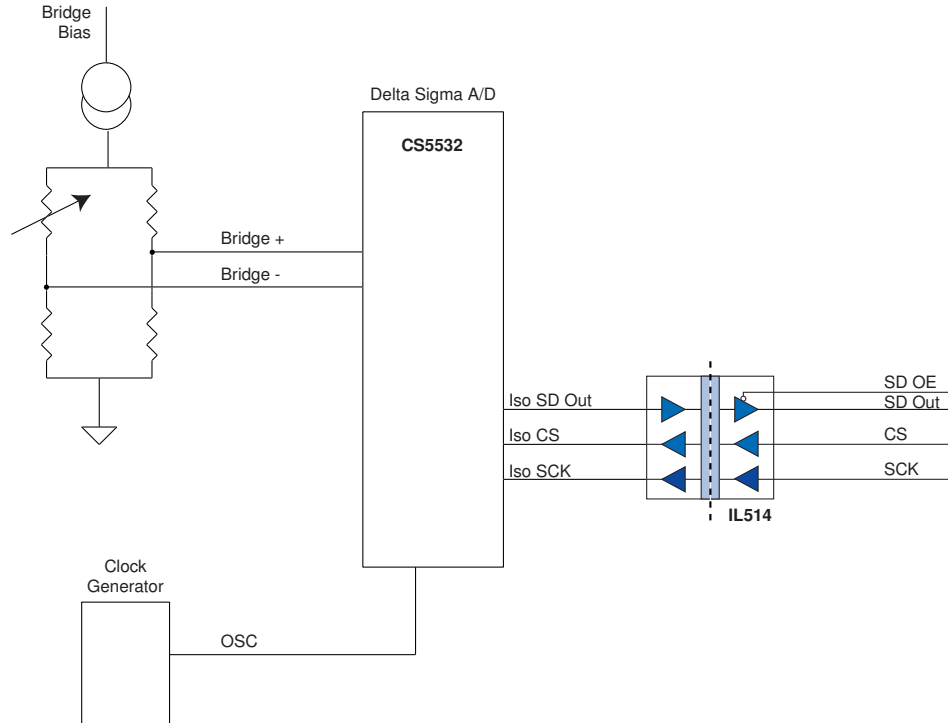 Bridge
Bias
Delta Sigma A/D
CS5532
Bridge +
Bridge -
SD OE
Iso SD Out
SD Out
Iso CS
CS
Iso SCK
SCK
IL514
Clock
Generator
OSC